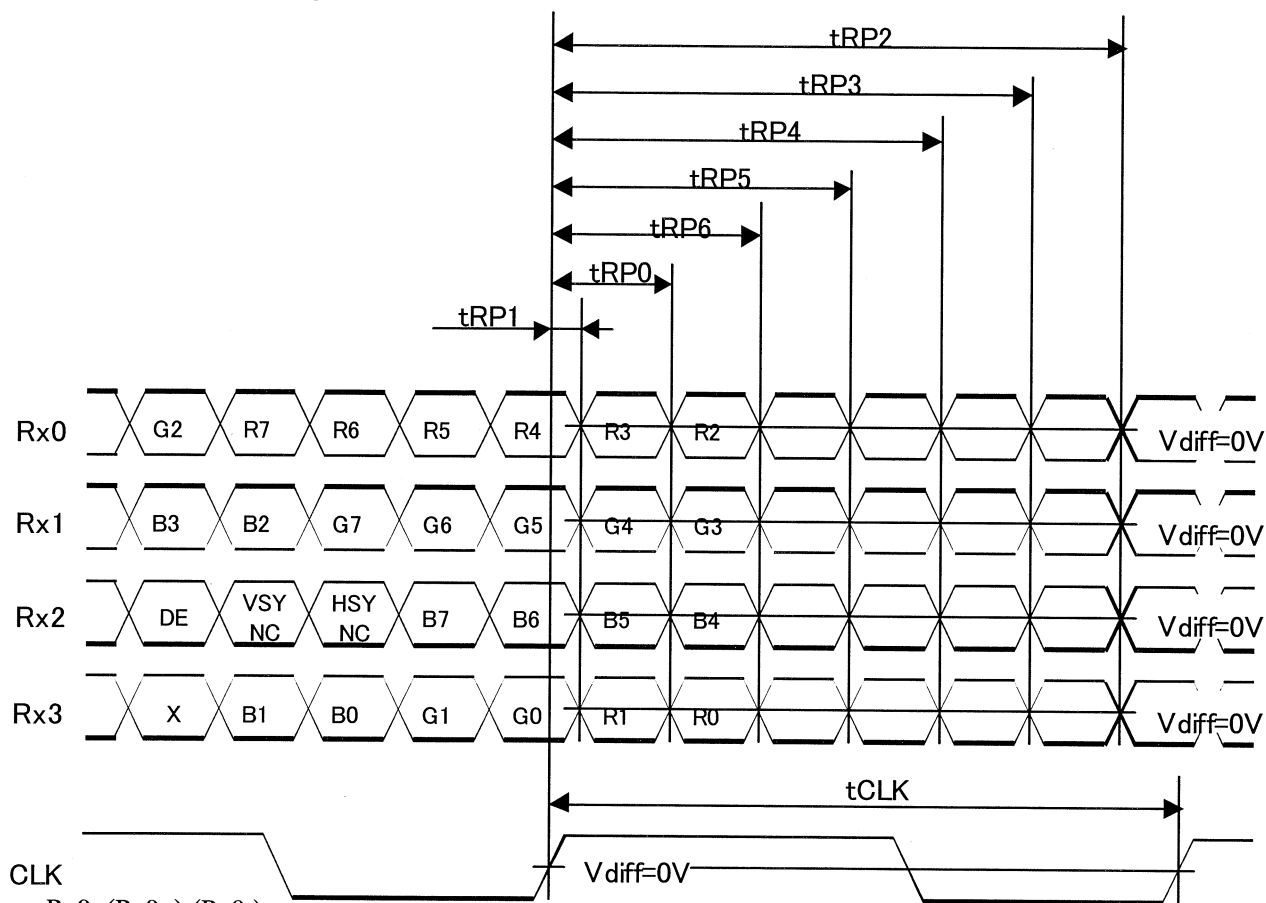 tRP2
tRP3
tRP4
tRP5
tRP6
tRP0
tRP1
Rx0 G2 R7 R6 R5 R4 R3 R2 Vdiff=0V
Rx1 B3 B2 G7 G6 G5 G4 G3 Vdiff=0V
Rx2 DE VSY NC HSY NC B7 B6 B5 B4 Vdiff=0V
Rx3 X B1 B0 G1 G0 R1 R0 Vdiff=0V
tCLK
CLK Vdiff=0V